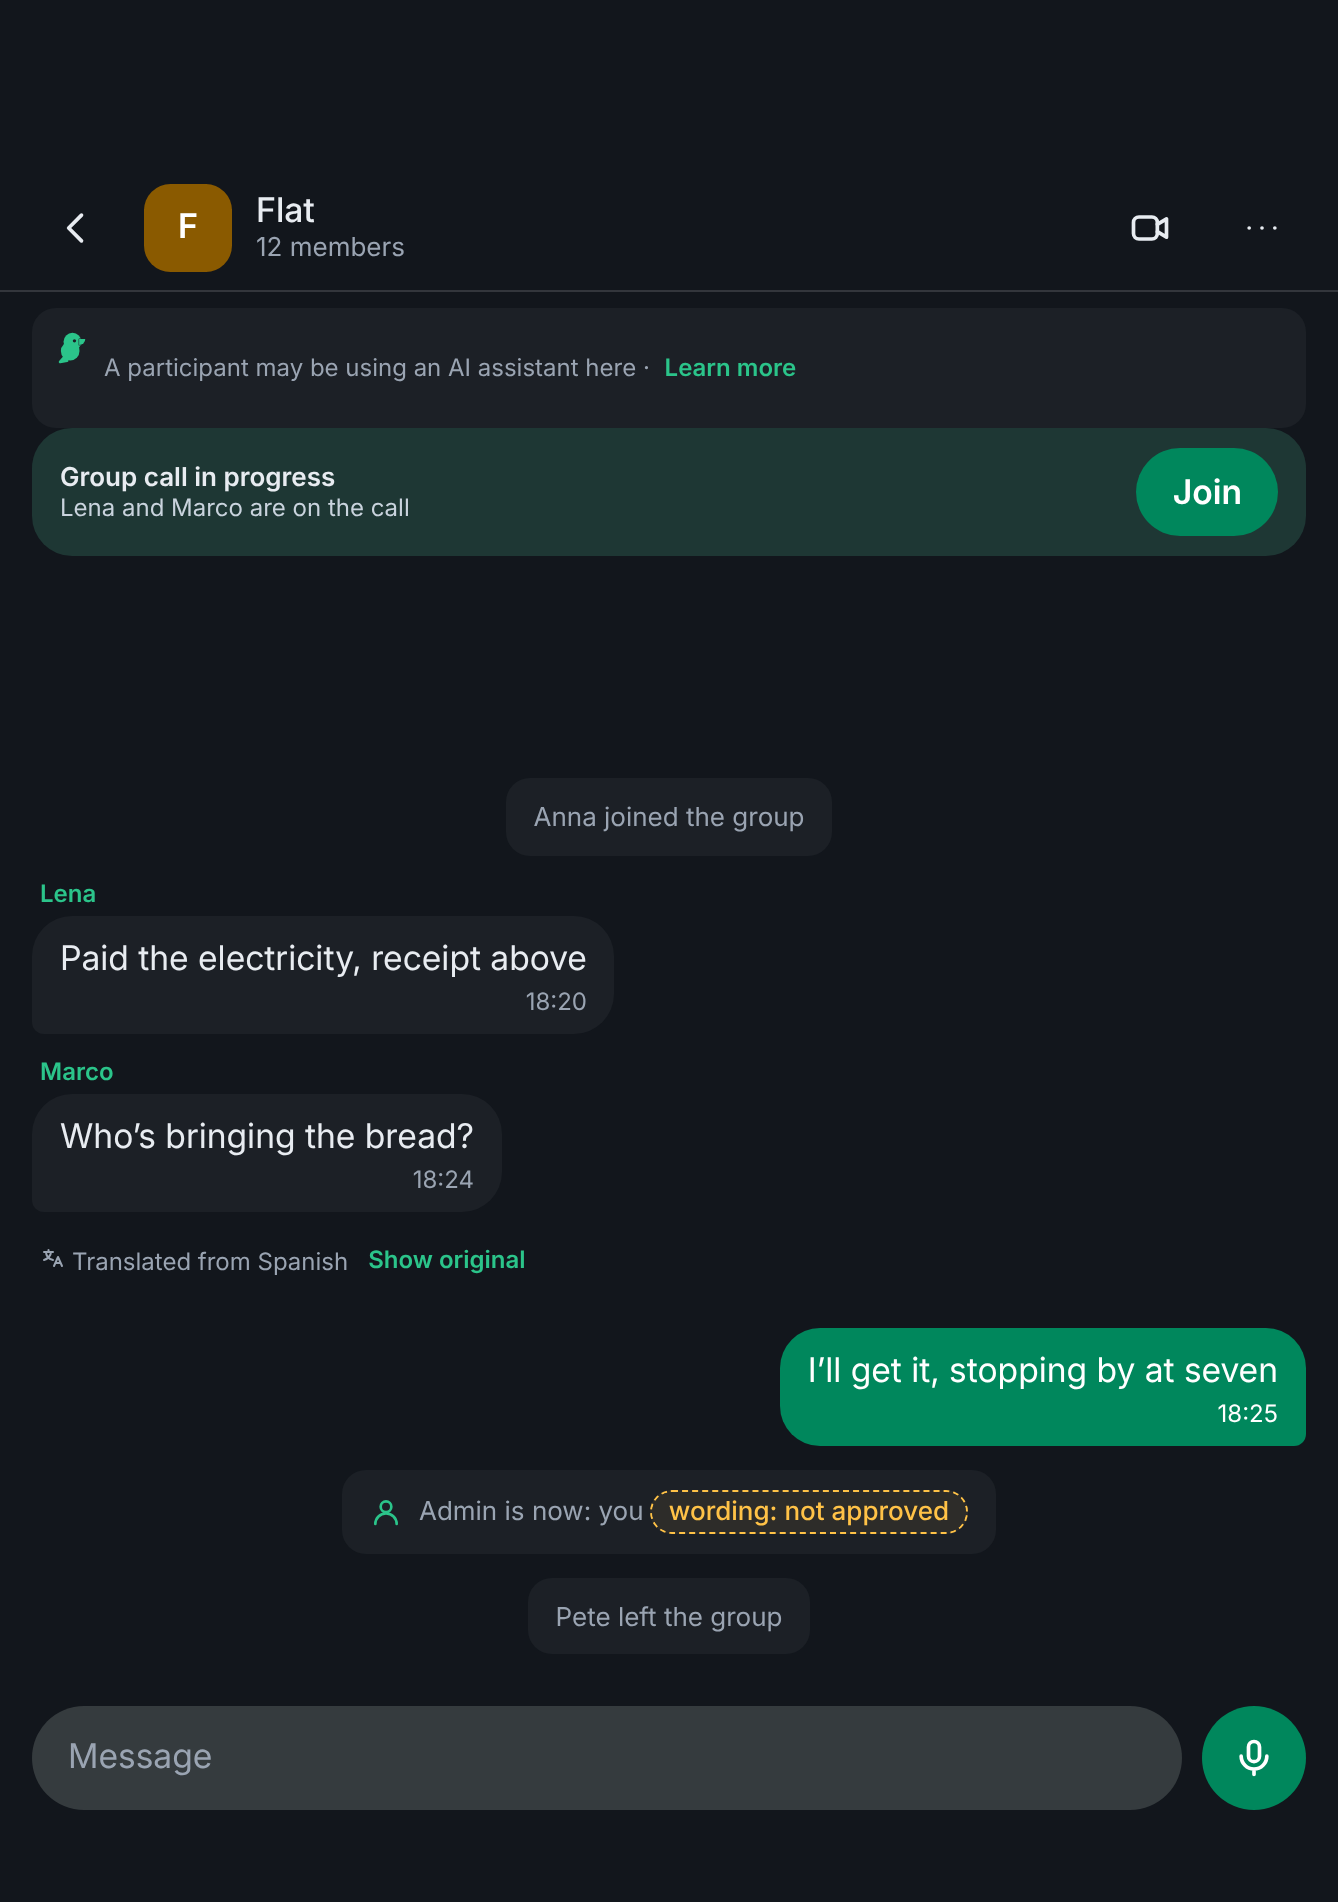 F
Flat
12 members
A participant may be using an AI assistant here · Learn more
Group call in progress
Lena and Marco are on the call
Join
Anna joined the group
Lena
Paid the electricity, receipt above
18:20
Marco
Who’s bringing the bread?
18:24
Translated from Spanish Show original
I’ll get it, stopping by at seven
18:25
Admin is now: you wording: not approved
Pete left the group
Message